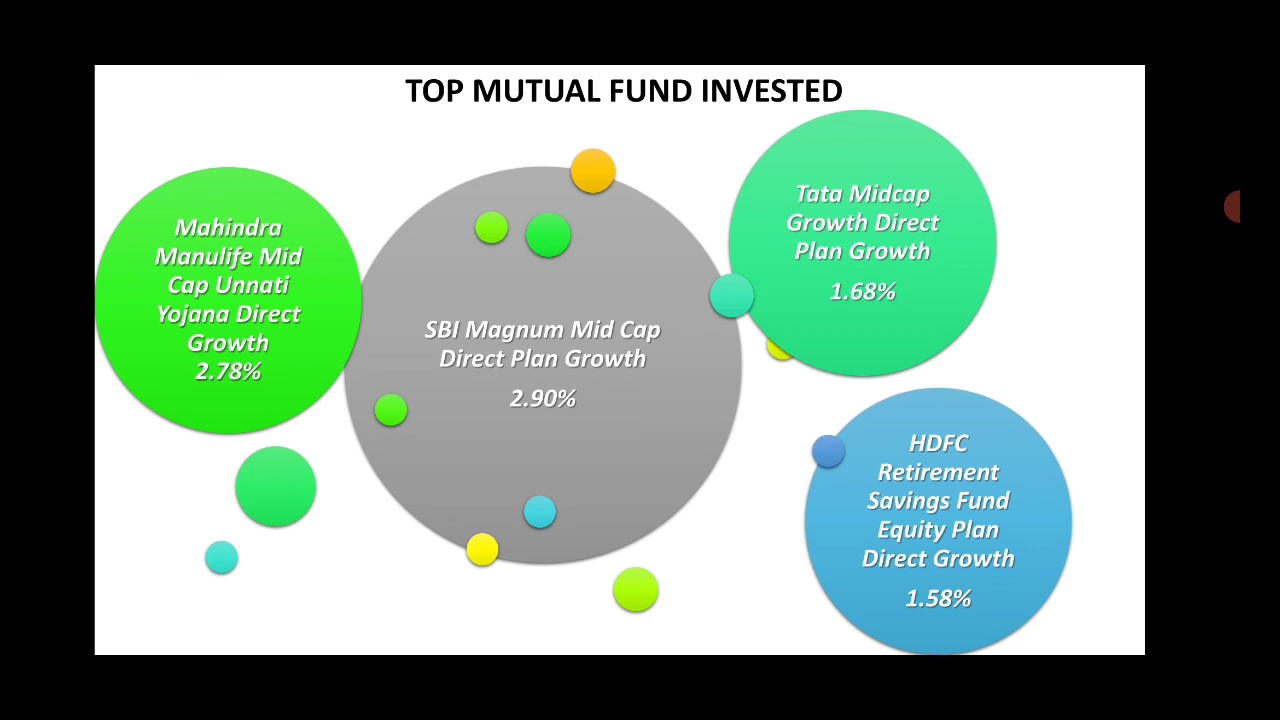 TOP MUTUAL FUND INVESTED
Mahindra
Manulife Mid
Cap Unnati
Yojana Direct
Growth
2.78%
SBI Magnum Mid Cap
Direct Plan Growth
2.90%
Tata Midcap
Growth Direct
Plan Growth
1.68%
HDFC
Retirement
Savings Fund
Equity Plan
Direct Growth
1.58%